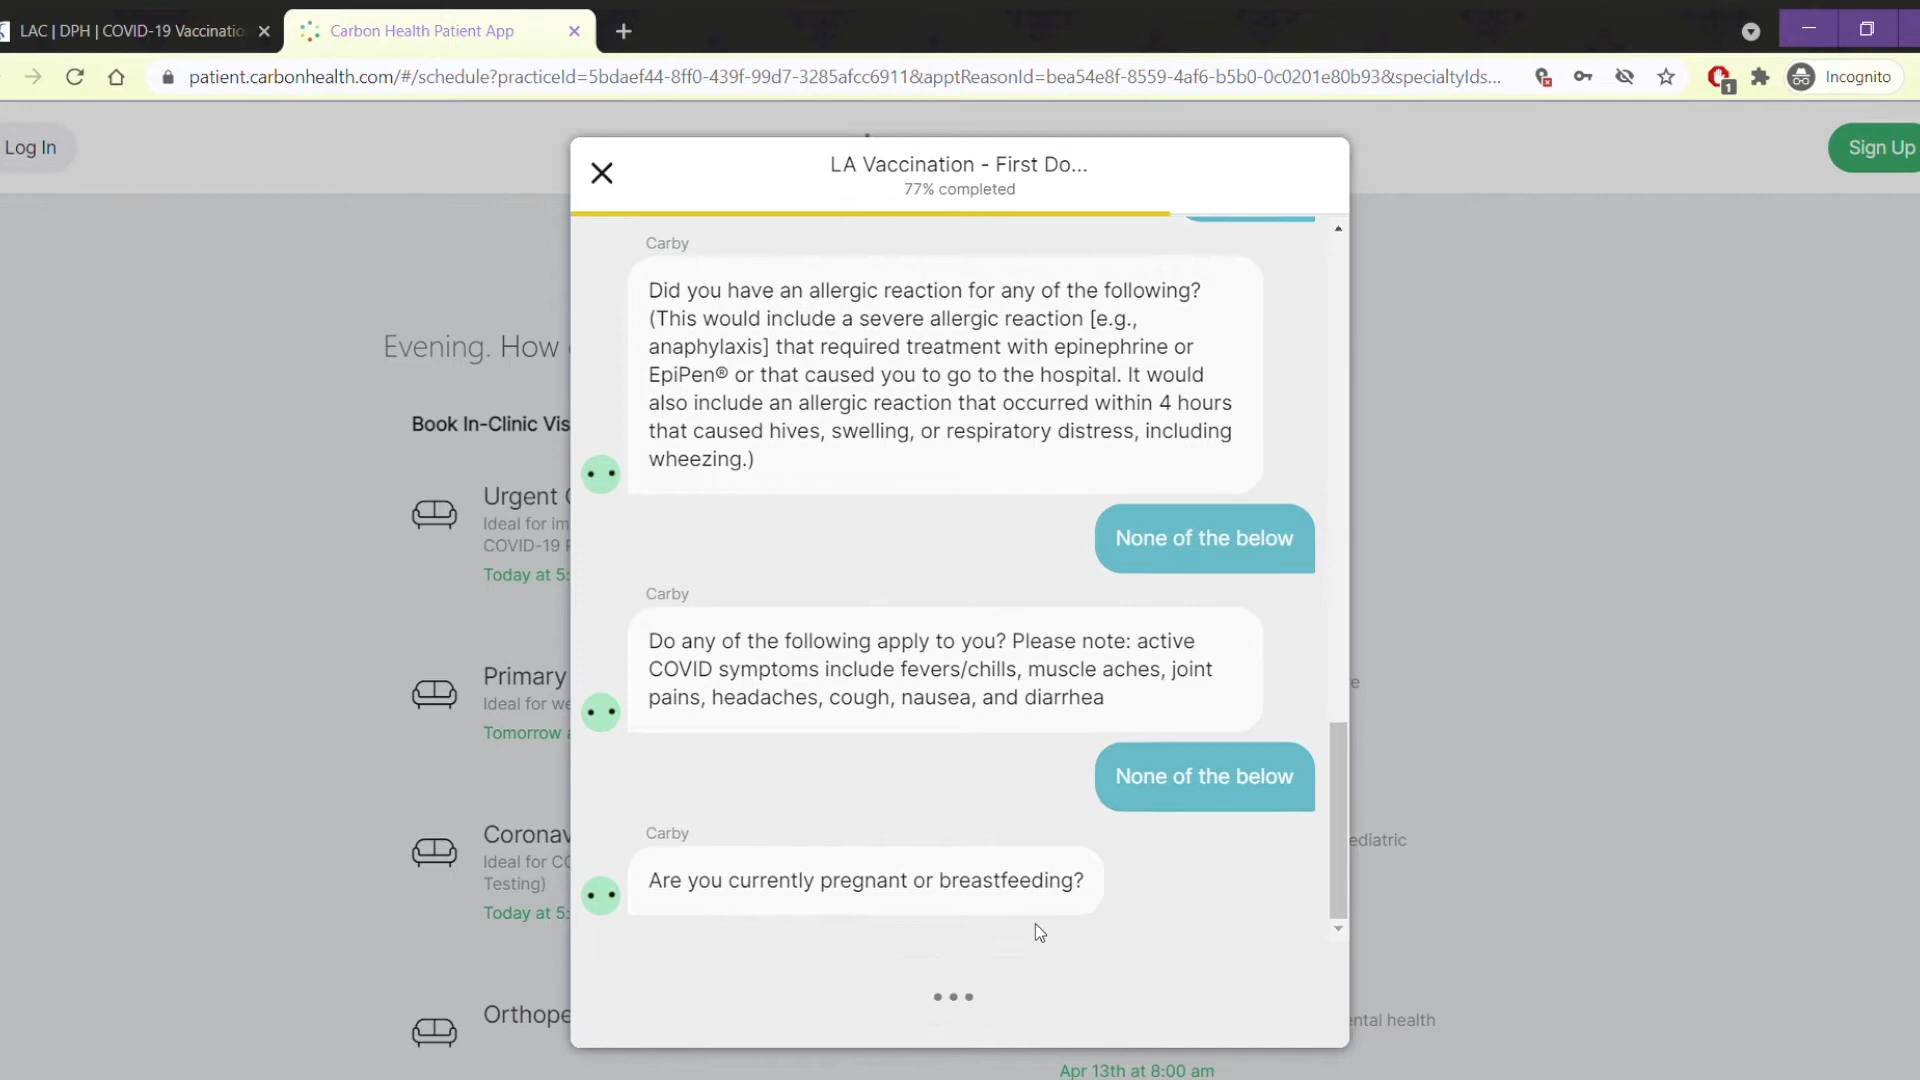 LAC | DPH | COVID-19 Vaccinatio
Carbon Health Patient App
patient.carbonhealth.com/#/schedule?practiceId=5bdaef44-8ff0-439f-99d7-3285afcc6911&apptReasonId=bea54e8f-8559-4af6-b5b0-0c0201e80b93&specialtyIds...
1
Incognito
Log In
Sign Up
LA Vaccination - First Do...
77% completed
Carby
Did you have an allergic reaction for any of the following?
(This would include a severe allergic reaction [e.g.,
anaphylaxis] that required treatment with epinephrine or
EpiPen® or that caused you to go to the hospital. It would
also include an allergic reaction that occurred within 4 hours
that caused hives, swelling, or respiratory distress, including
wheezing.)
None of the below
Carby
Do any of the following apply to you? Please note: active
COVID symptoms include fevers/chills, muscle aches, joint
pains, headaches, cough, nausea, and diarrhea
None of the below
Carby
Are you currently pregnant or breastfeeding?
Evening. How
Book In-Clinic Vis
Urgent
Ideal for im
COVID-19
Today at 5:
Primary
Ideal for we
Tomorrow
Coronav
Ideal for CO
Testing)
Today at 5:
Orthope
e
ediatric
ental health
Apr 13th at 8:00 am